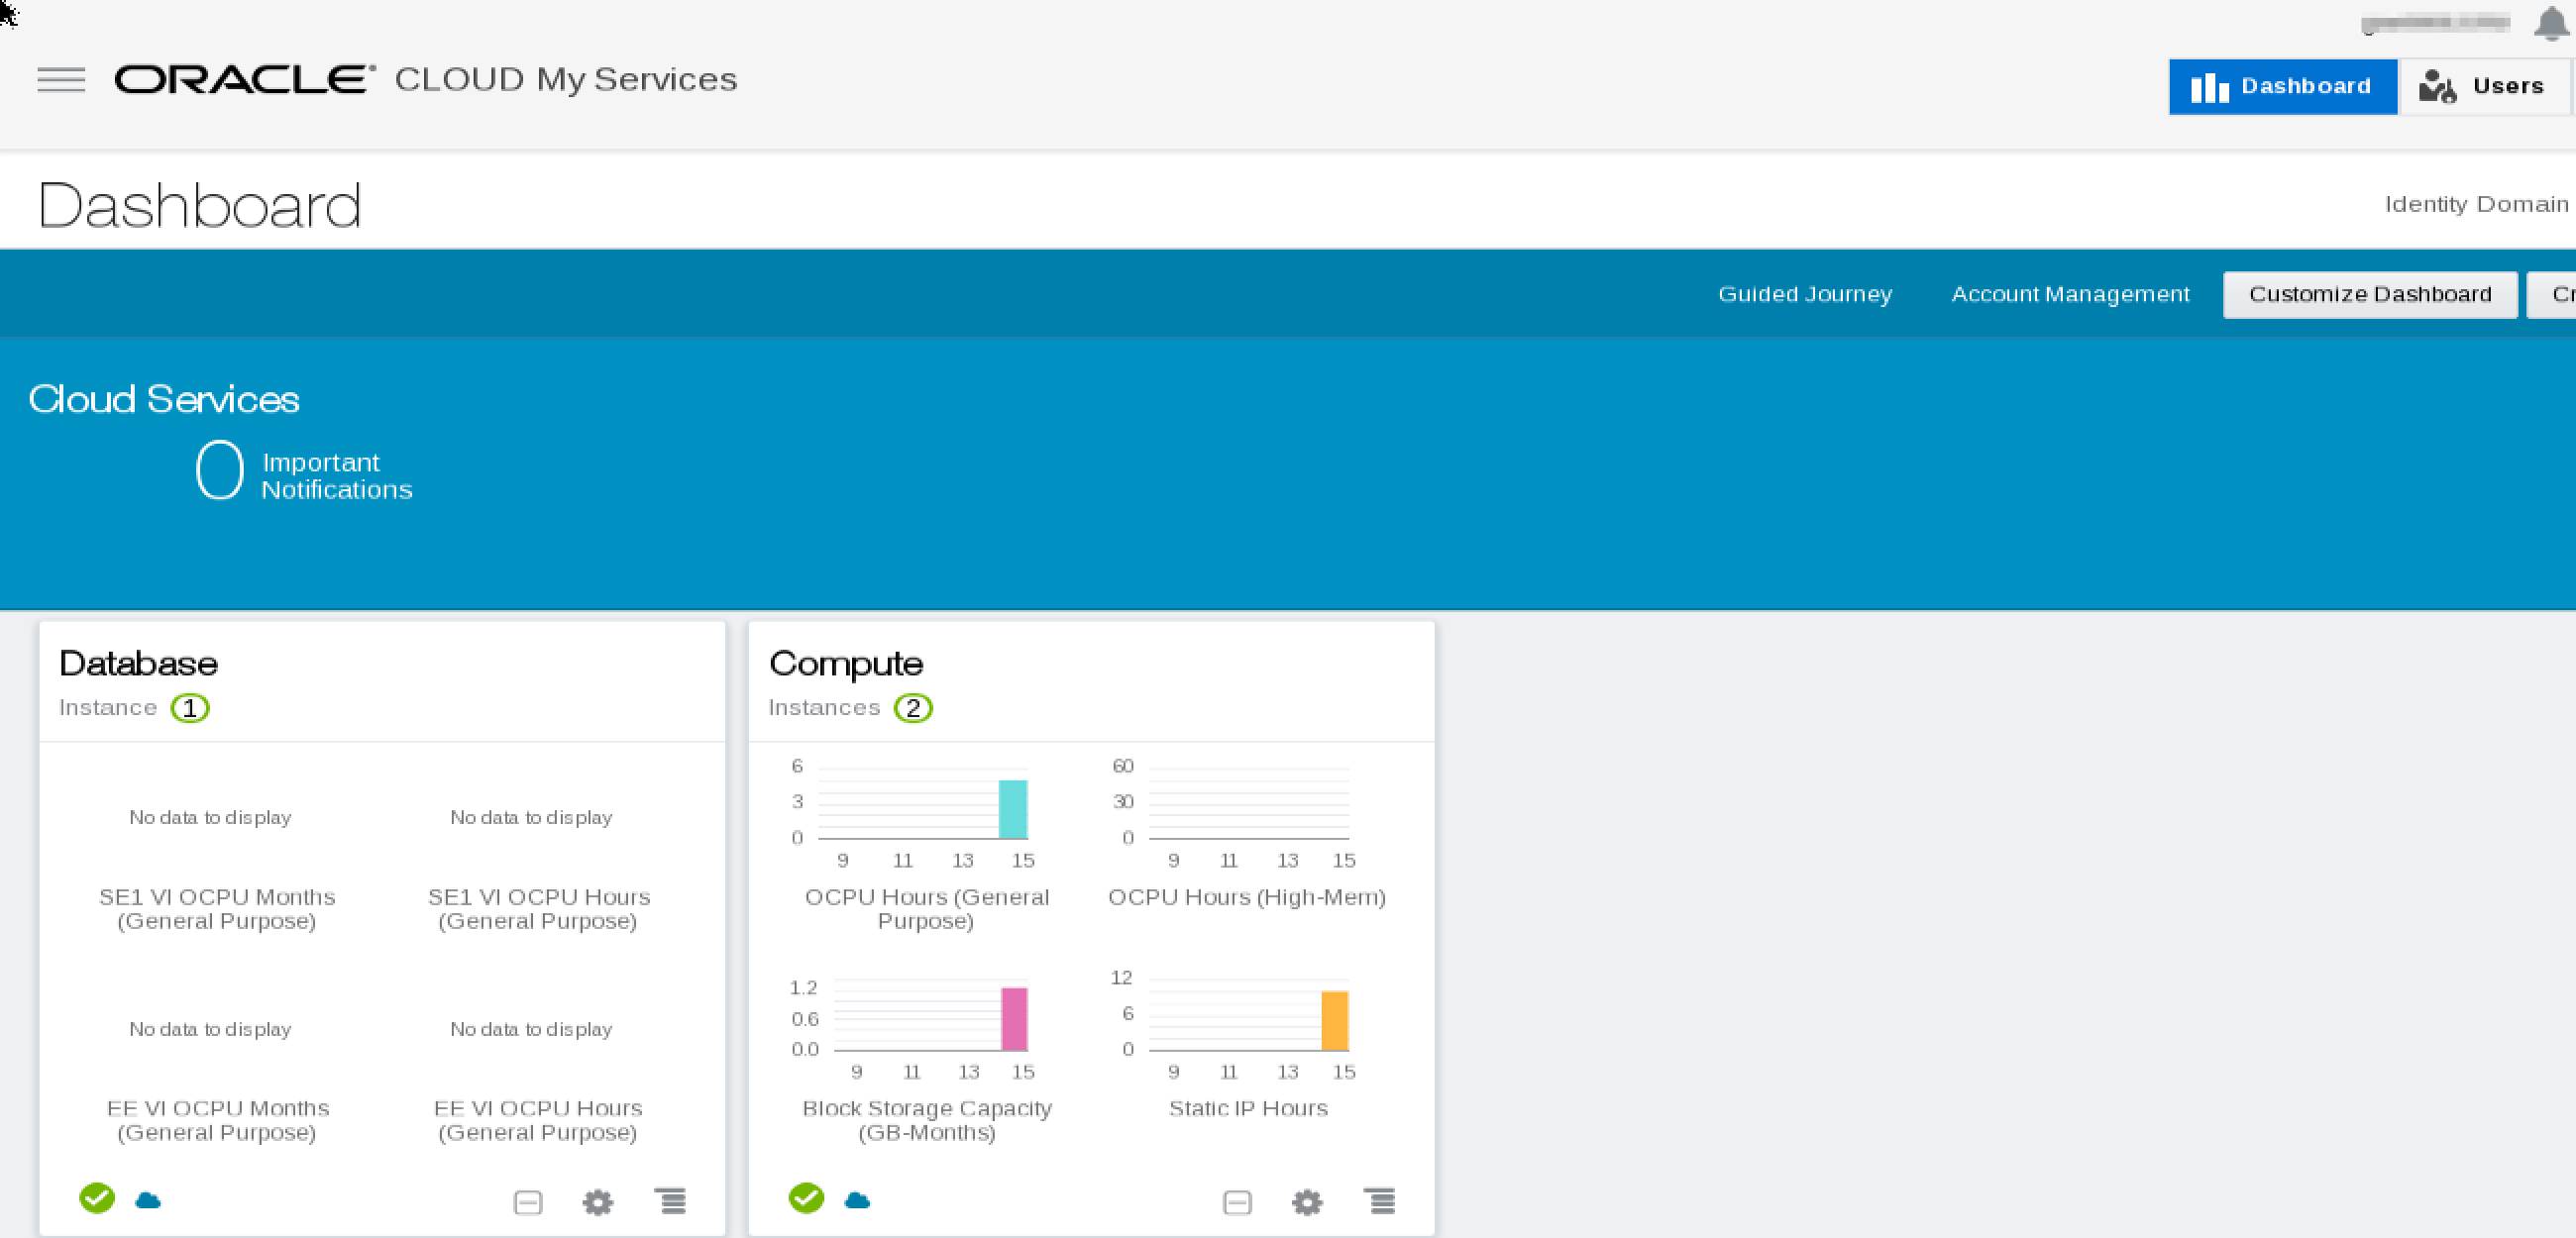 ORACLE® CLOUD My Services
Dashboard
Users
Dashboard
Identity Domain
Guided Journey
Account Management
Customize Dashboard
Cloud Services
0 Important
Notifications
Database
Instance 1
No data to display
SE1 VI OCPU Months
(General Purpose)
No data to display
SE1 VI OCPU Hours
(General Purpose)
No data to display
EE VI OCPU Months
(General Purpose)
No data to display
EE VI OCPU Hours
(General Purpose)
Compute
Instances 2
6
3
0
9 11 13 15
OCPU Hours (General
Purpose)
60
30
0
9 11 13 15
OCPU Hours (High-Mem)
1.2
0.6
0.0
9 11 13 15
Block Storage Capacity
(GB-Months)
12
6
0
9 11 13 15
Static IP Hours